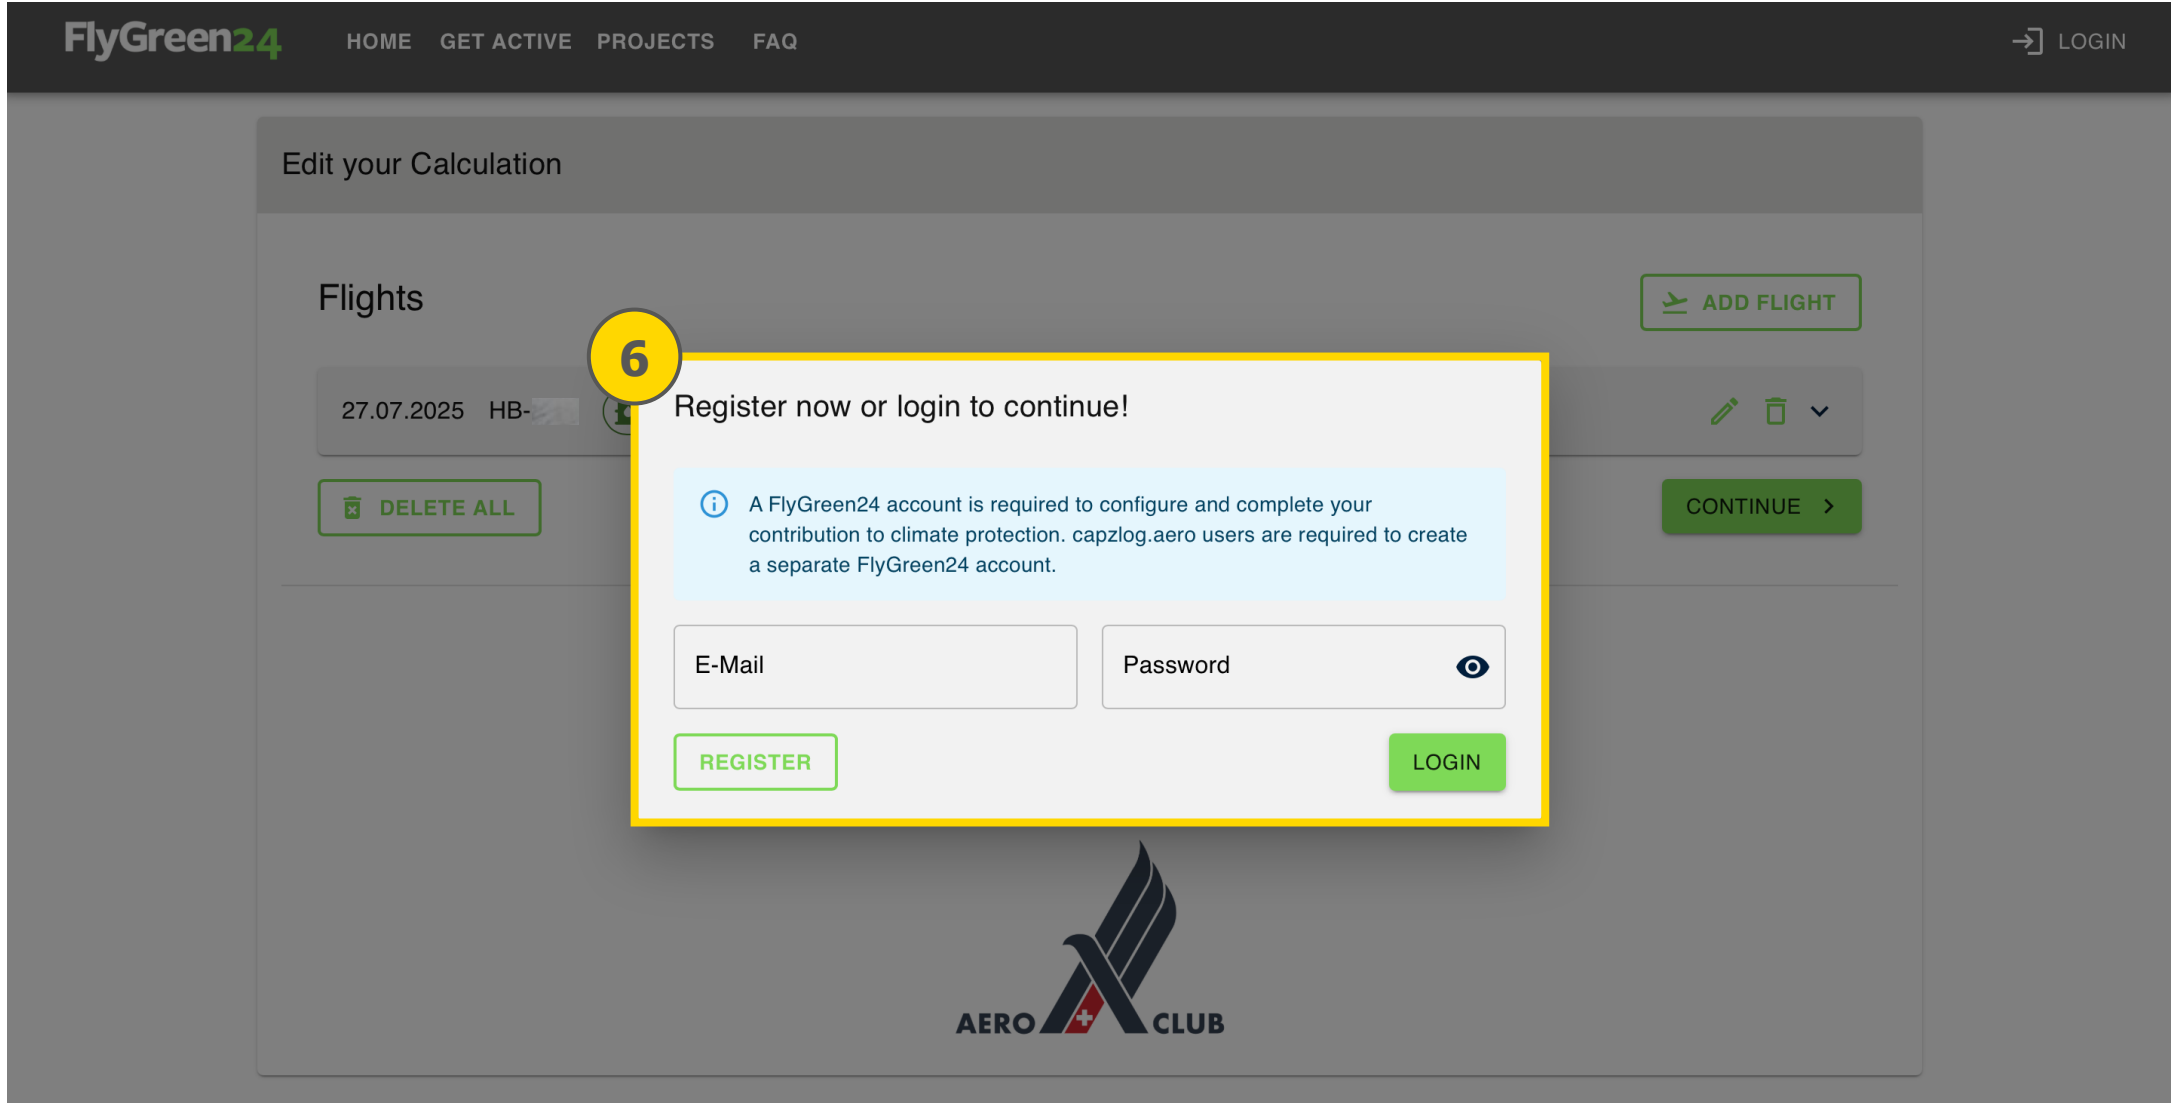 FlyGreen24
HOME GET ACTIVE PROJECTS FAQ
LOGIN
Edit your Calculation
Flights
ADD FLIGHT
6
27.07.2025 HB-
Register now or login to continue!
A FlyGreen24 account is required to configure and complete your
contribution to climate protection. capzlog.aero users are required to create
a separate FlyGreen24 account.
DELETE ALL
CONTINUE
E-Mail
Password
REGISTER
LOGIN
AERO CLUB